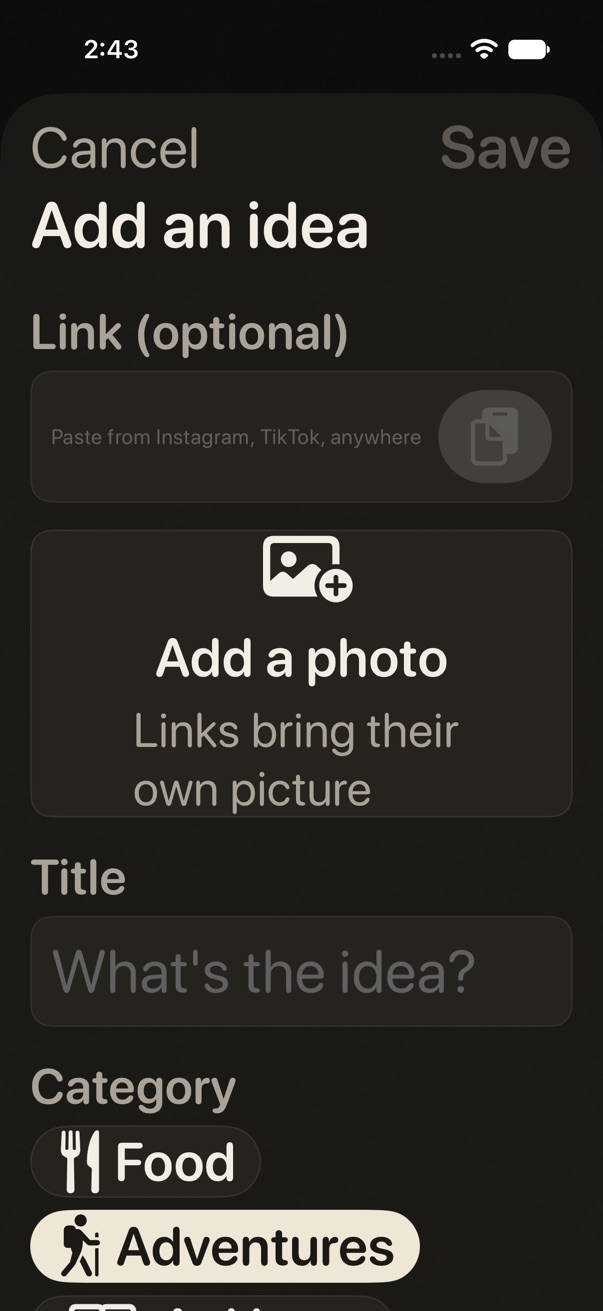 2:43
Cancel
Save
Add an idea
Link (optional)
Paste from Instagram, TikTok, anywhere
Add a photo
Links bring their
own picture
Title
What's the idea?
Category
Food
Adventures